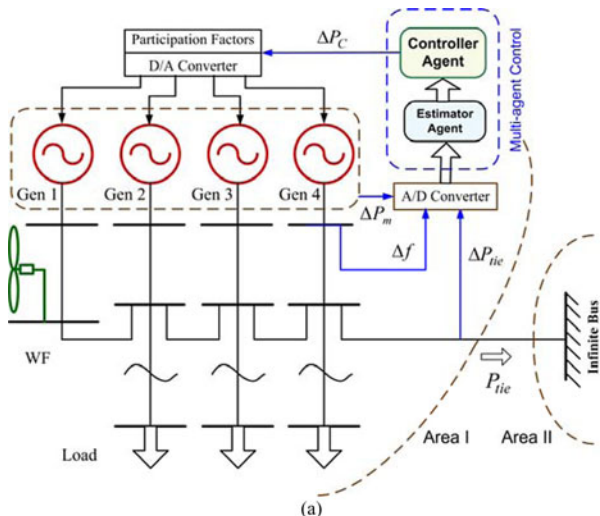 Participation Factors
D/A Converter
ΔP_C
Controller
Agent
Estimator
Agent
Multi-agent Control
Gen 1
Gen 2
Gen 3
Gen 4
ΔP_m
A/D Converter
Δf
ΔP_tie
WF
P_tie
Infinite Bus
Load
Area I
Area II
(a)